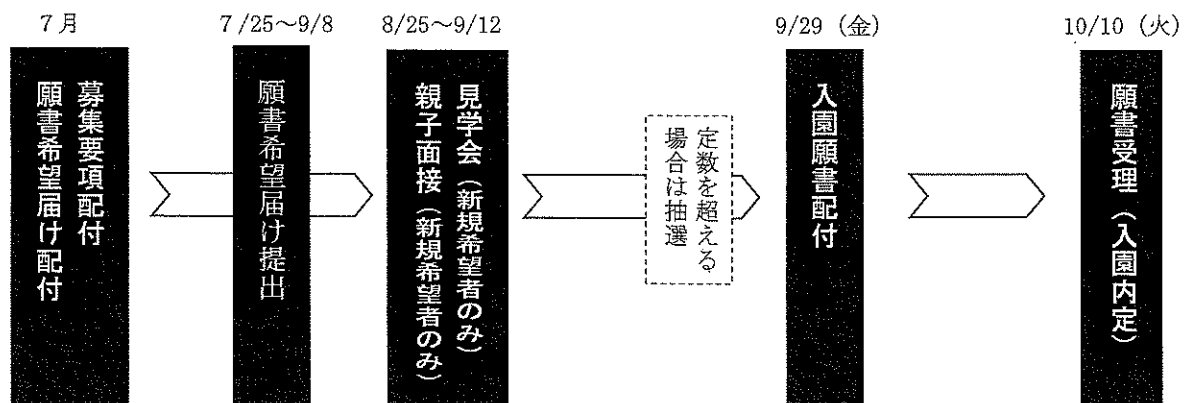 7月
募集要項配付
願書希望届け配付
7/25～9/8
願書希望届け提出
8/25～9/12
見学会（新規希望者のみ）
親子面接（新規希望者のみ）
定数を超える
場合は抽選
9/29（金）
入園願書配付
10/10（火）
願書受理（入園内定）